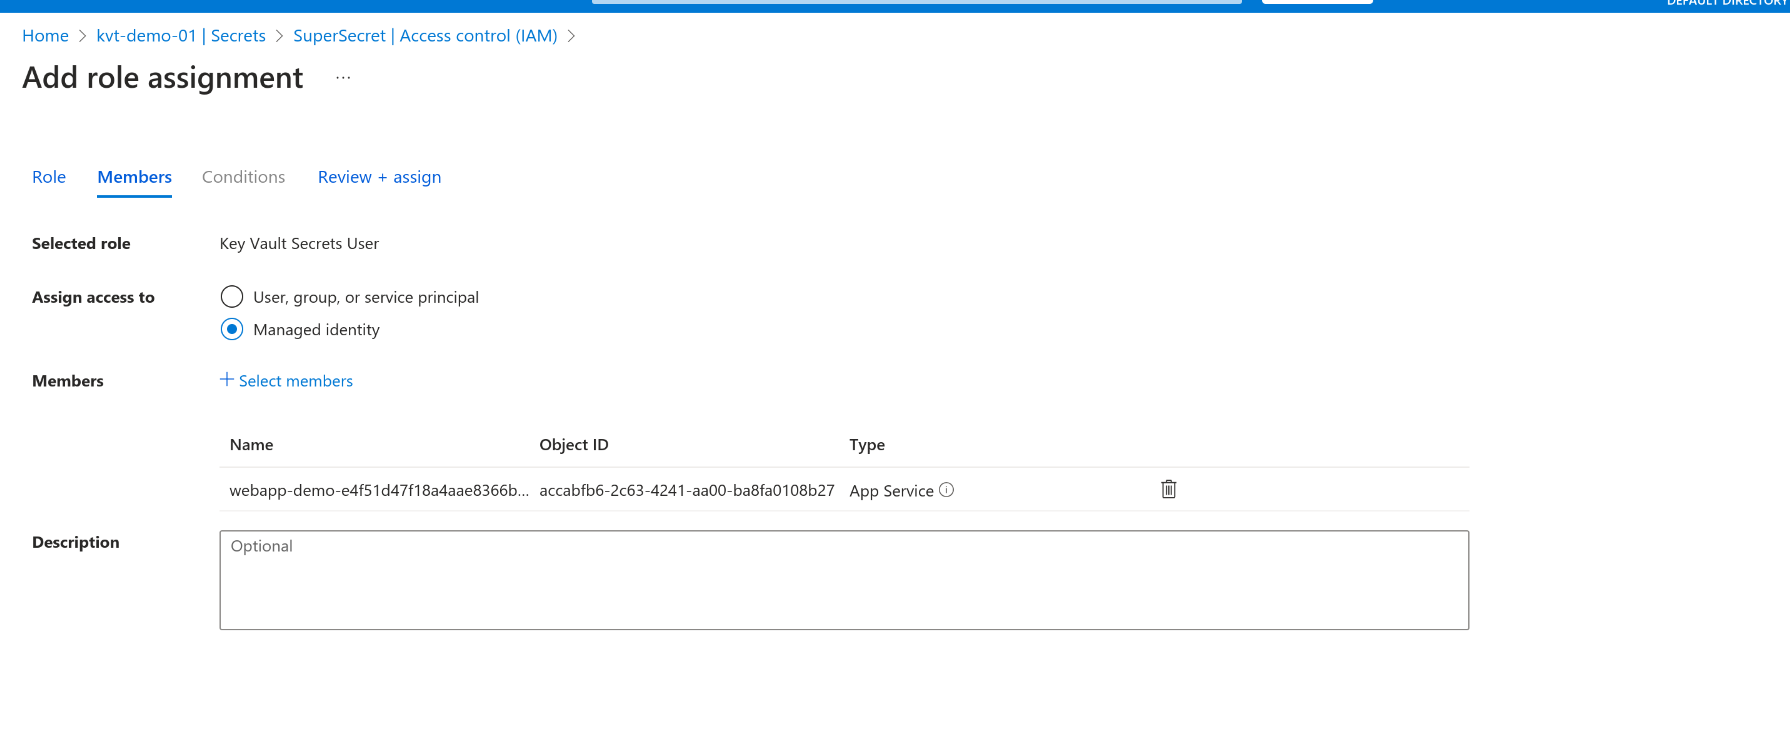 DEFAULT DIRECTORY
Home > kvt-demo-01 | Secrets > SuperSecret | Access control (IAM) >
Add role assignment ...
Role Members Conditions Review + assign
Selected role Key Vault Secrets User
Assign access to User, group, or service principal
Managed identity
Members + Select members
Name Object ID Type
webapp-demo-e4f51d47f18a4aae8366b... accabfb6-2c63-4241-aa00-ba8fa0108b27 App Service
Description Optional